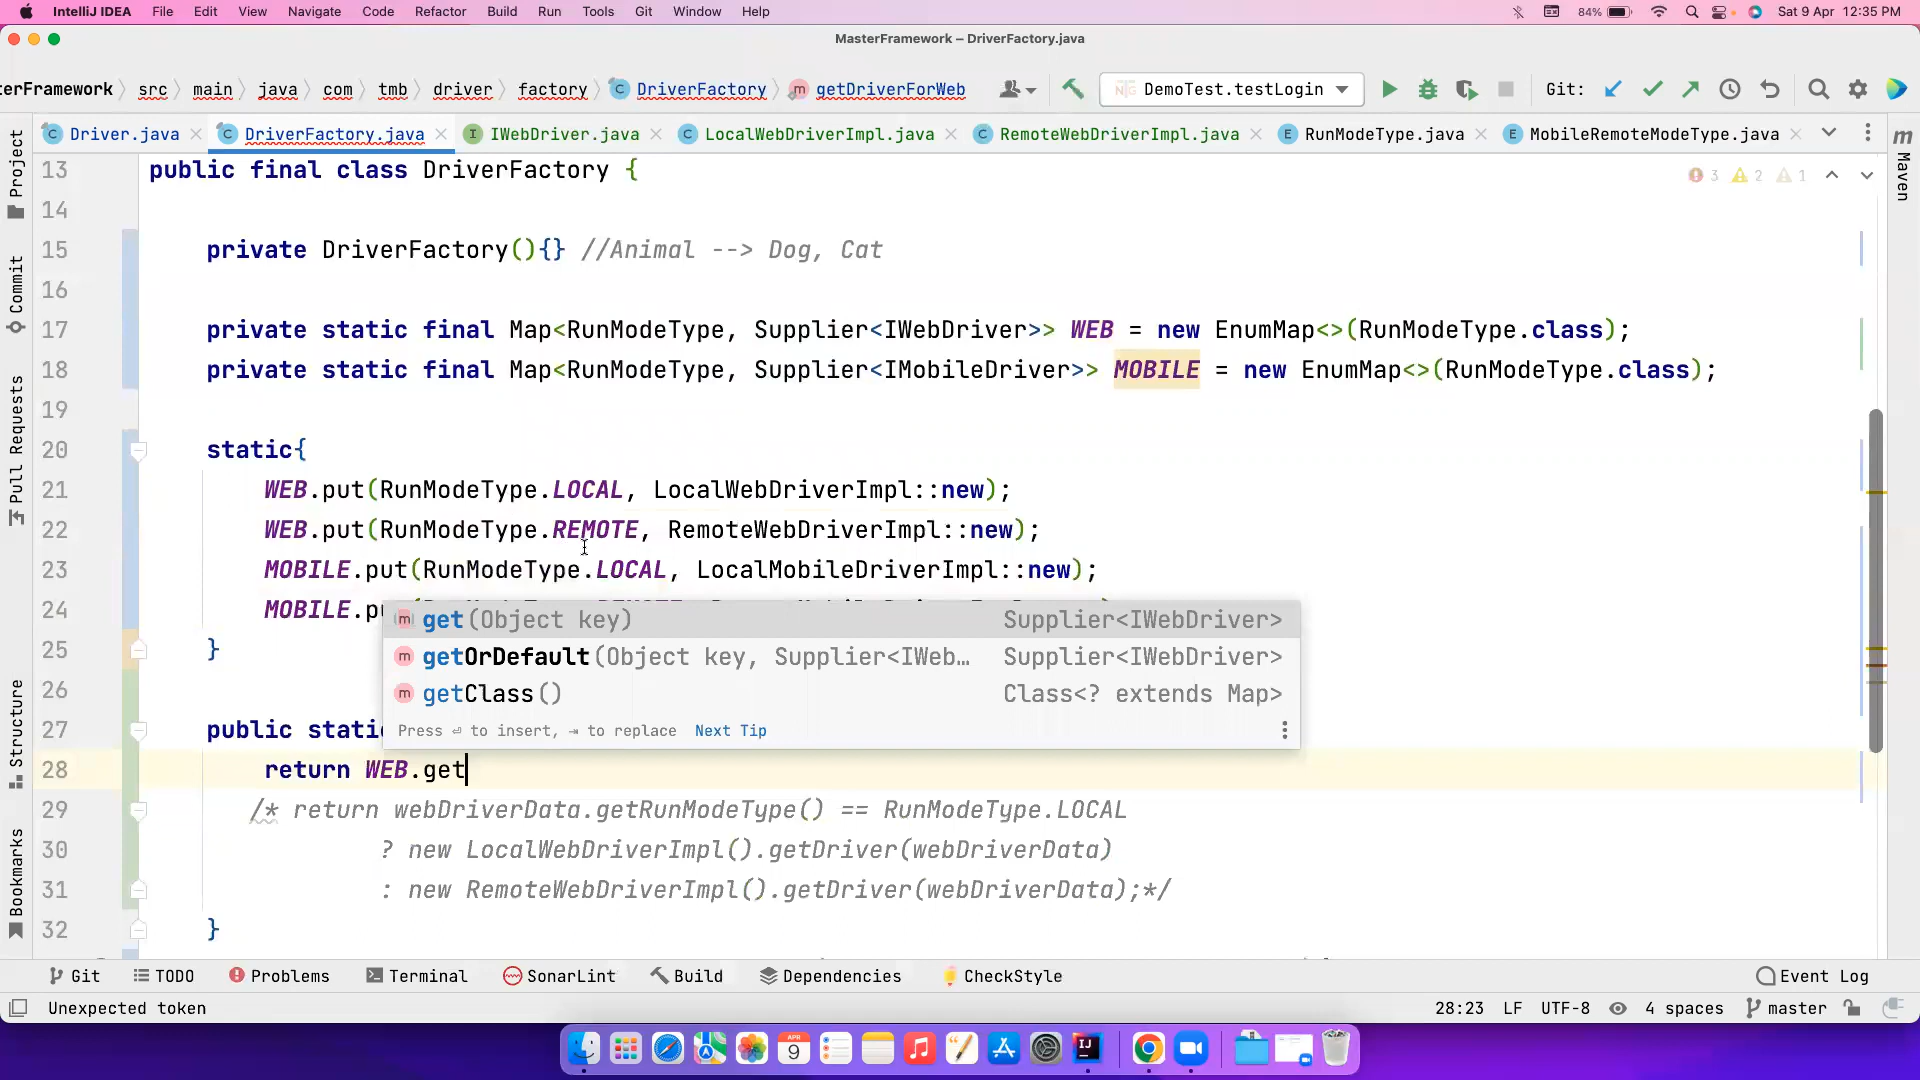 IntelliJ IDEA File Edit View Navigate Code Refactor Build Run Tools Git Window Help 84% Sat 9 Apr 12:35 PM
MasterFramework – DriverFactory.java
terFramework src main java com tmb driver factory DriverFactory getDriverForWeb DemoTest.testLogin Git:
Driver.java DriverFactory.java IWebDriver.java LocalWebDriverImpl.java RemoteWebDriverImpl.java RunModeType.java MobileRemoteModeType.java
Project
Commit
Pull Requests
Structure
Bookmarks
Maven
3 2 1
13 public final class DriverFactory {
14
15 private DriverFactory(){} //Animal --> Dog, Cat
16
17 private static final Map<RunModeType, Supplier<IWebDriver>> WEB = new EnumMap<>(RunModeType.class);
18 private static final Map<RunModeType, Supplier<IMobileDriver>> MOBILE = new EnumMap<>(RunModeType.class);
19
20 static{
21 WEB.put(RunModeType.LOCAL, LocalWebDriverImpl::new);
22 WEB.put(RunModeType.REMOTE, RemoteWebDriverImpl::new);
23 MOBILE.put(RunModeType.LOCAL, LocalMobileDriverImpl::new);
24 MOBILE.pu
get(Object key) Supplier<IWebDriver>
25 }
getOrDefault(Object key, Supplier<IWeb… Supplier<IWebDriver>
26
getClass() Class<? extends Map>
27 public stati
Press ⏎ to insert, ⇥ to replace Next Tip
28 return WEB.get
29 /* return webDriverData.getRunModeType() == RunModeType.LOCAL
30 ? new LocalWebDriverImpl().getDriver(webDriverData)
31 : new RemoteWebDriverImpl().getDriver(webDriverData);*/
32 }
Git TODO Problems Terminal SonarLint Build Dependencies CheckStyle Event Log
Unexpected token 28:23 LF UTF-8 4 spaces master
APR
9
IJ